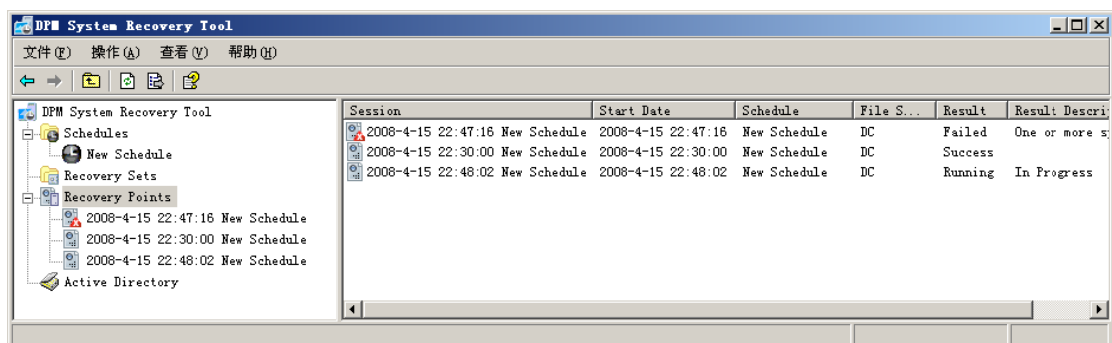 DPM System Recovery Tool
文件(F) 操作(A) 查看(V) 帮助(H)
DPM System Recovery Tool
Schedules
New Schedule
Recovery Sets
Recovery Points
2008-4-15 22:47:16 New Schedule
2008-4-15 22:30:00 New Schedule
2008-4-15 22:48:02 New Schedule
Active Directory
Session Start Date Schedule File S... Result Result Descri
2008-4-15 22:47:16 New Schedule 2008-4-15 22:47:16 New Schedule DC Failed One or more s
2008-4-15 22:30:00 New Schedule 2008-4-15 22:30:00 New Schedule DC Success
2008-4-15 22:48:02 New Schedule 2008-4-15 22:48:02 New Schedule DC Running In Progress